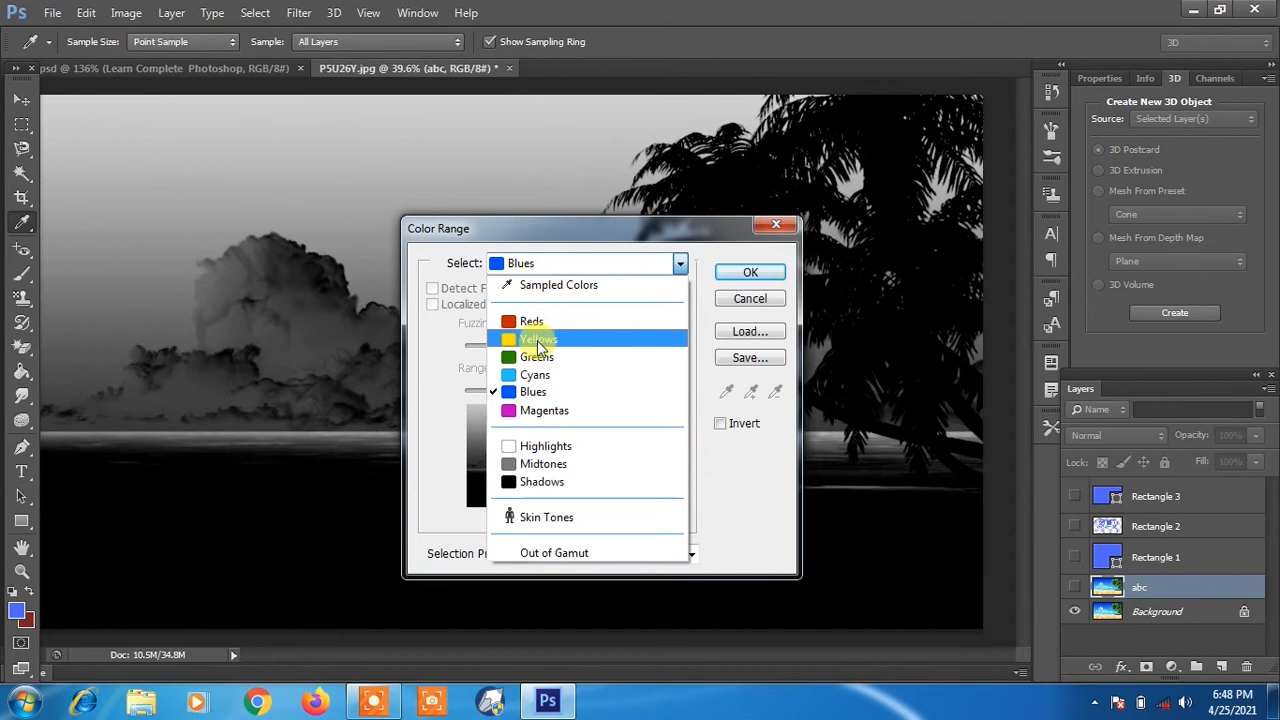 Ps File Edit Image Layer Type Select Filter 3D View Window Help
Sample Size: Point Sample Sample: All Layers Show Sampling Ring 3D
psd @ 136% (Learn Complete Photoshop, RGB/8#) × P5U26Y.jpg @ 39.6% (abc, RGB/8#) * ×
Properties Info 3D Channels
Create New 3D Object
Source: Selected Layer(s)
3D Postcard
3D Extrusion
Mesh From Preset
Cone
Mesh From Depth Map
Plane
3D Volume
Create
Color Range
Select: Blues
OK
Detect F
Sampled Colors
Cancel
Localized
Fuzzin
Reds
Load...
Yellows
Greens
Save...
Range
Cyans
Blues
Magentas
Invert
Highlights
Midtones
Shadows
Skin Tones
Selection Pr
Out of Gamut
Layers
Name
Normal Opacity: 100%
Lock: Fill: 100%
Rectangle 3
Rectangle 2
Rectangle 1
abc
Background
fx
Doc: 10.5M/34.8M
e
Ps
6:48 PM
4/25/2021